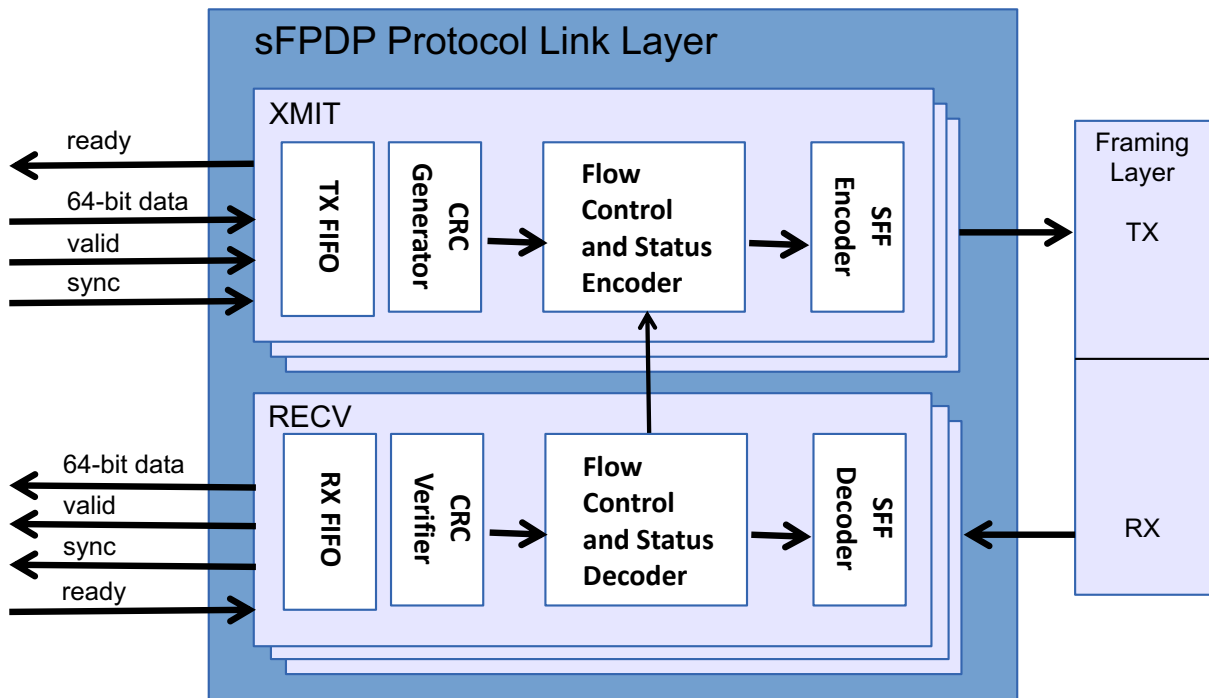 sFPDP Protocol Link Layer
XMIT
ready
64-bit data
valid
sync
TX FIFO
CRC
Generator
Flow
Control
and Status
Encoder
SFF
Encoder
Framing
Layer
TX
RECV
64-bit data
valid
sync
ready
RX FIFO
CRC
Verifier
Flow
Control
and Status
Decoder
SFF
Decoder
RX